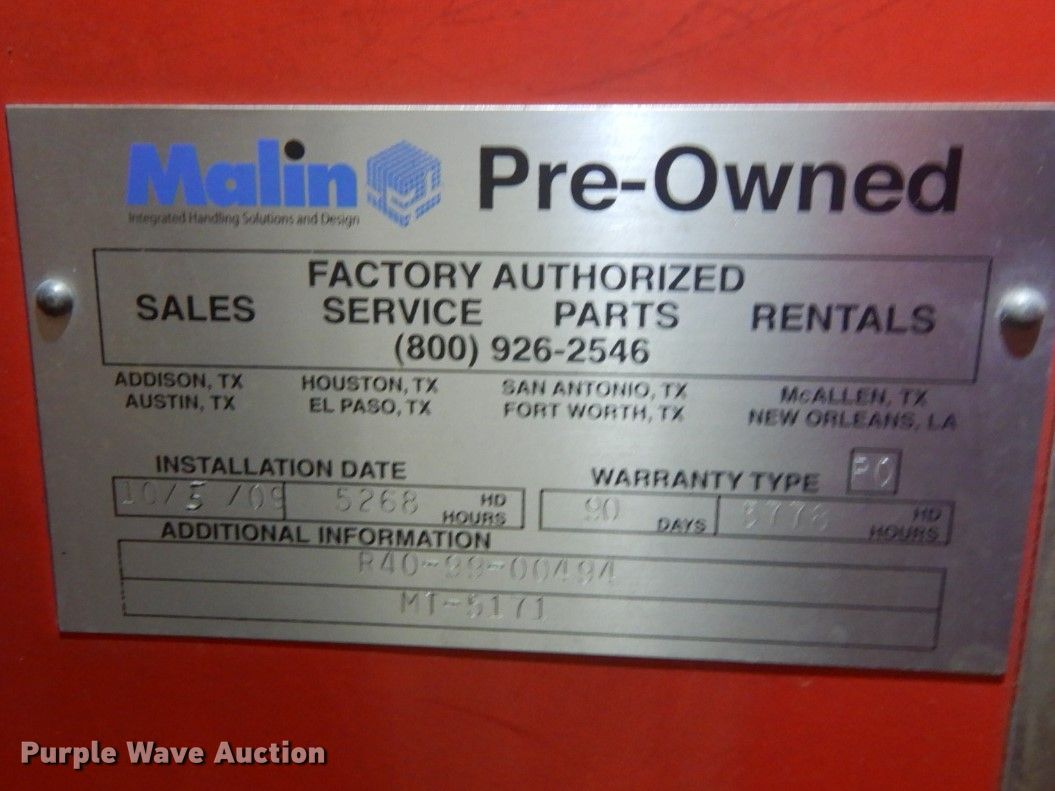 Malin Pre-Owned
Integrated Handling Solutions and Design
FACTORY AUTHORIZED
SALES SERVICE PARTS RENTALS
(800) 926-2546
ADDISON, TX HOUSTON, TX SAN ANTONIO, TX McALLEN, TX
AUSTIN, TX EL PASO, TX FORT WORTH, TX NEW ORLEANS, LA
INSTALLATION DATE WARRANTY TYPE PO
10/5/09 5268 HD HOURS 90 DAYS HD HOURS
ADDITIONAL INFORMATION
R40-99-00494
MT-5171
Purple Wave Auction